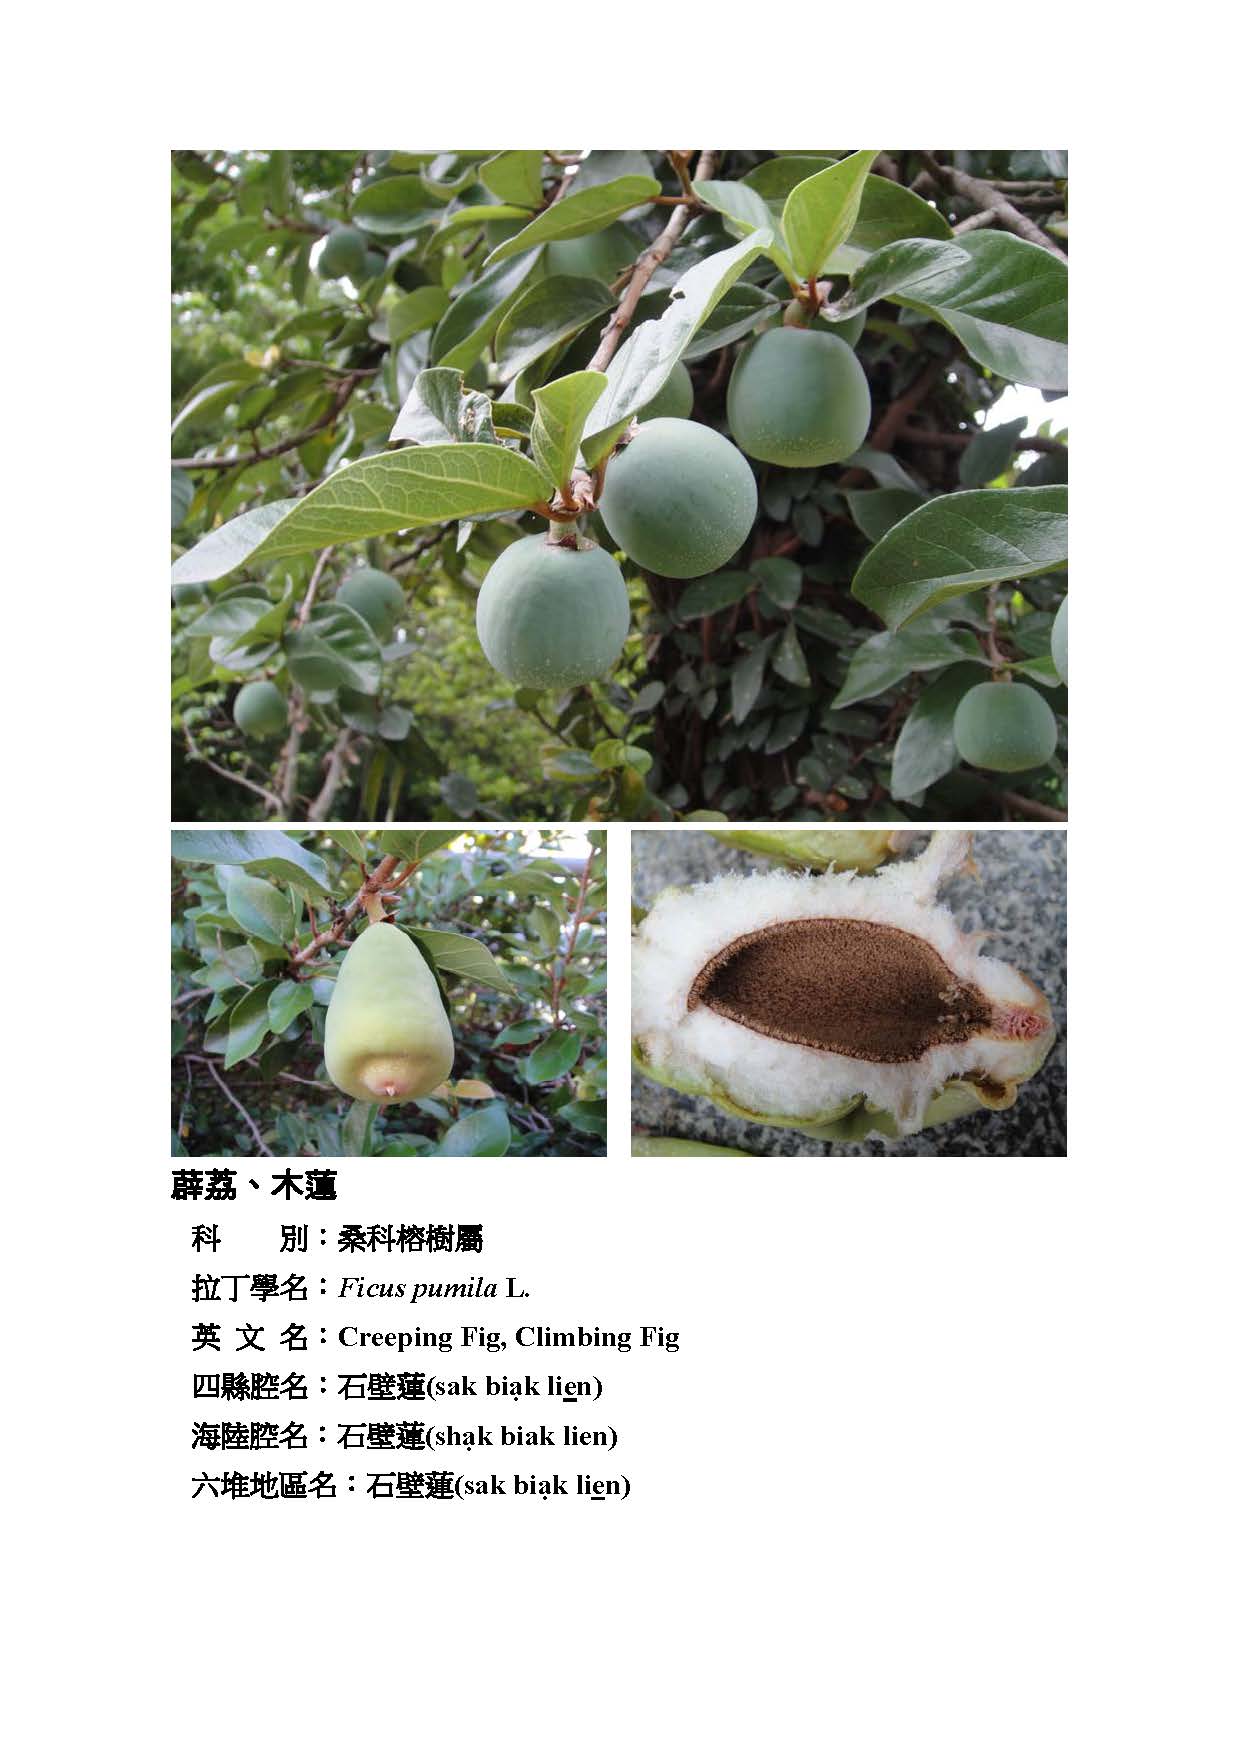 薜荔、木蓮
科　　別：桑科榕樹屬
拉丁學名：Ficus pumila L.
英 文 名：Creeping Fig, Climbing Fig
四縣腔名：石壁蓮(sak biạk li<u>e</u>n)
海陸腔名：石壁蓮(shạk biak lien)
六堆地區名：石壁蓮(sak biạk li<u>e</u>n)